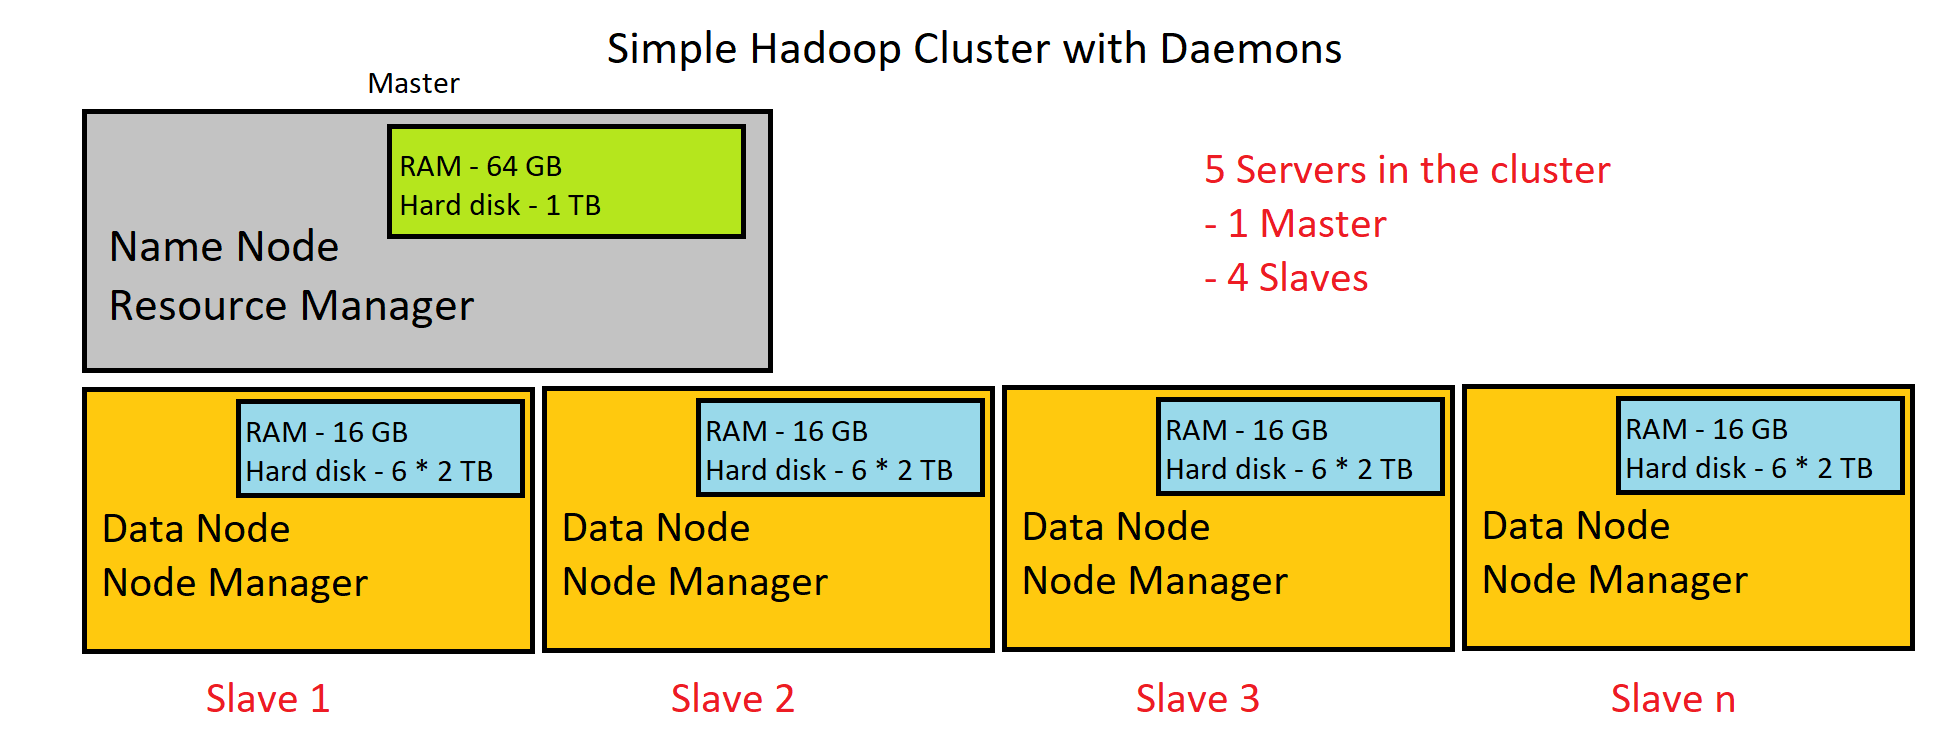 Simple Hadoop Cluster with Daemons
Master
RAM - 64 GB
Hard disk - 1 TB
Name Node
Resource Manager
5 Servers in the cluster
- 1 Master
- 4 Slaves
RAM - 16 GB
Hard disk - 6 * 2 TB
Data Node
Node Manager
Slave 1
RAM - 16 GB
Hard disk - 6 * 2 TB
Data Node
Node Manager
Slave 2
RAM - 16 GB
Hard disk - 6 * 2 TB
Data Node
Node Manager
Slave 3
RAM - 16 GB
Hard disk - 6 * 2 TB
Data Node
Node Manager
Slave n